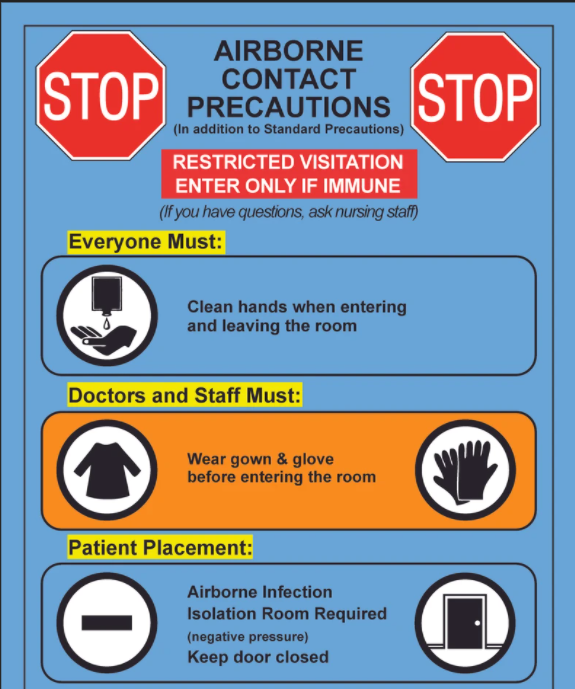 STOP
AIRBORNE
CONTACT
PRECAUTIONS
(In addition to Standard Precautions)
STOP
RESTRICTED VISITATION
ENTER ONLY IF IMMUNE
(If you have questions, ask nursing staff)
Everyone Must:
Clean hands when entering
and leaving the room
Doctors and Staff Must:
Wear gown & glove
before entering the room
Patient Placement:
Airborne Infection
Isolation Room Required
(negative pressure)
Keep door closed